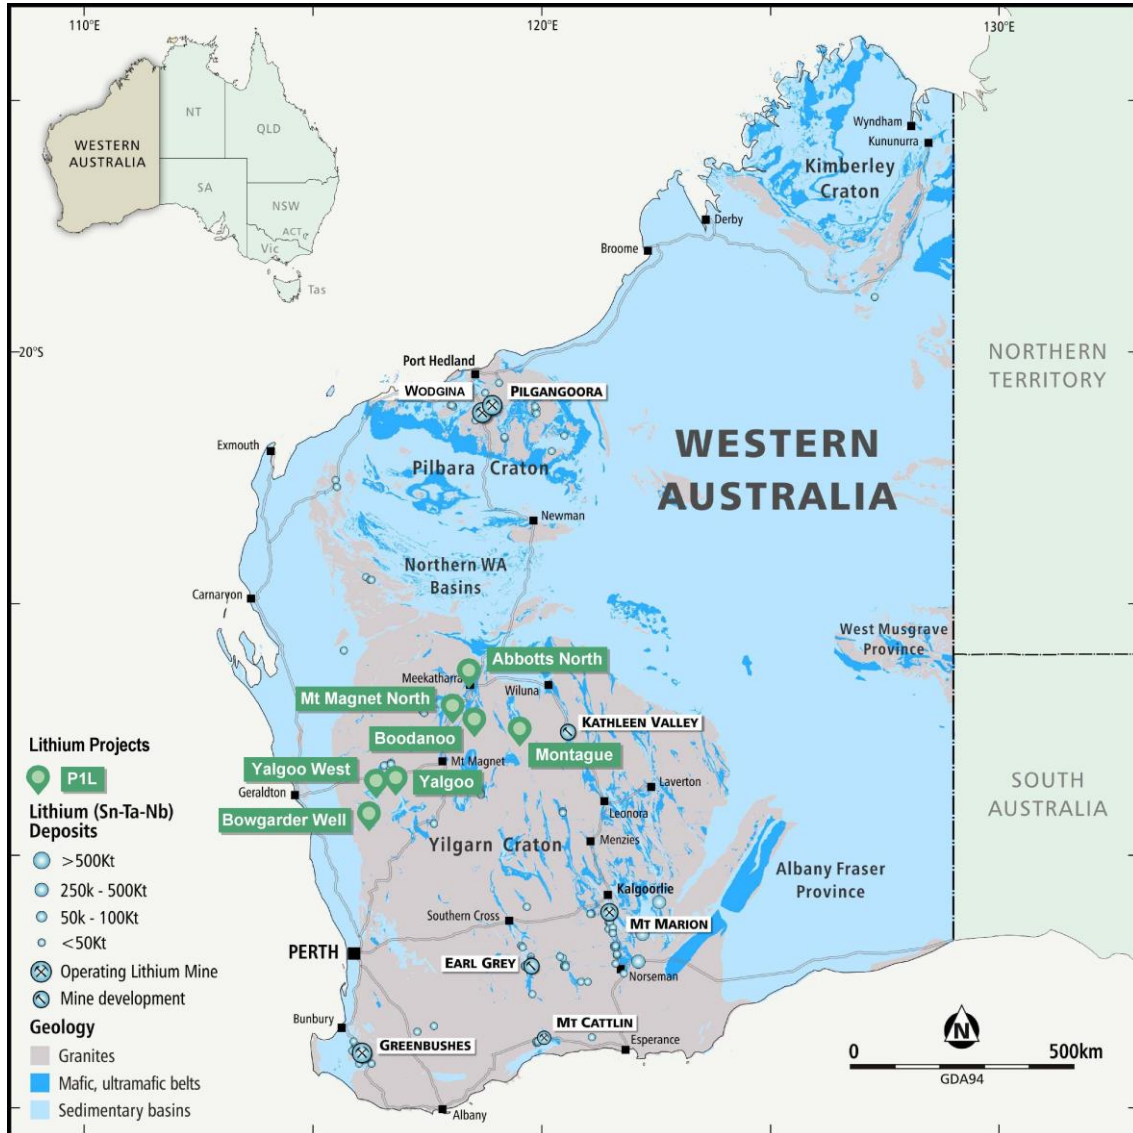 110°E
120°E
130°E
NT
QLD
WESTERN
AUSTRALIA
SA
NSW
ACT
Vic
Tas
Wyndham
Kununurra
Kimberley
Craton
Derby
Broome
20°S
NORTHERN
TERRITORY
Port Hedland
WODGINA
PILGANGOORA
WESTERN
AUSTRALIA
Exmouth
Pilbara Craton
Newman
Northern WA
Basins
Carnarvon
West Musgrave
Province
Abbotts North
Meekatharra
Wiluna
Mt Magnet North
KATHLEEN VALLEY
Boodanoo
Montague
Mt Magnet
Yalgoo West
Yalgoo
Laverton
Geraldton
Leonora
Bowgarder Well
Menzies
Yilgarn Craton
SOUTH
AUSTRALIA
Albany Fraser
Province
Kalgoorlie
Southern Cross
MT MARION
PERTH
EARL GREY
Norseman
Bunbury
MT CATTLIN
GREENBUSHES
Esperance
Albany
Lithium Projects
P1L
Lithium (Sn-Ta-Nb)
Deposits
>500Kt
250k - 500Kt
50k - 100Kt
<50Kt
Operating Lithium Mine
Mine development
Geology
Granites
Mafic, ultramafic belts
Sedimentary basins
N
0 500km
GDA94